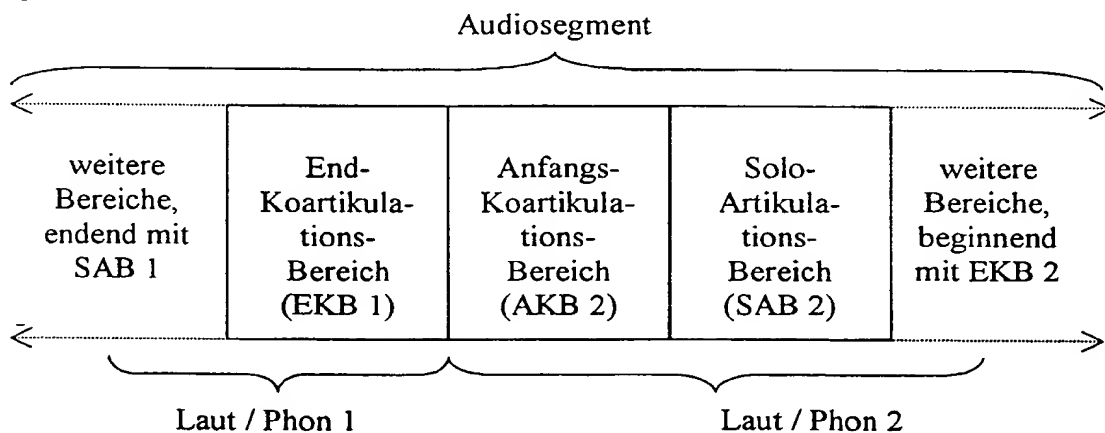 Audiosegment
weitere
Bereiche,
endend mit
SAB 1
End-
Koartikula-
tions-
Bereich
(EKB 1)
Anfangs-
Koartikula-
tions-
Bereich
(AKB 2)
Solo-
Artikula-
tions-
Bereich
(SAB 2)
weitere
Bereiche,
beginnend
mit EKB 2
Laut / Phon 1
Laut / Phon 2